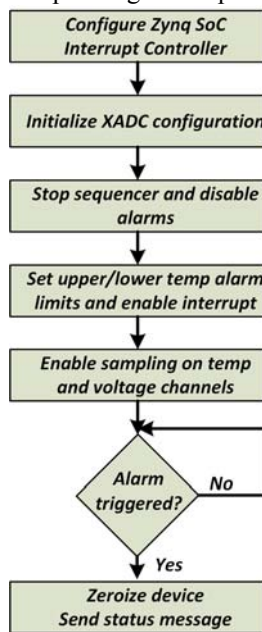 Configure Zynq SoC
Interrupt Controller
Initialize XADC configuration
Stop sequencer and disable
alarms
Set upper/lower temp alarm
limits and enable interrupt
Enable sampling on temp
and voltage channels
Alarm
triggered?
No
Yes
Zeroize device
Send status message